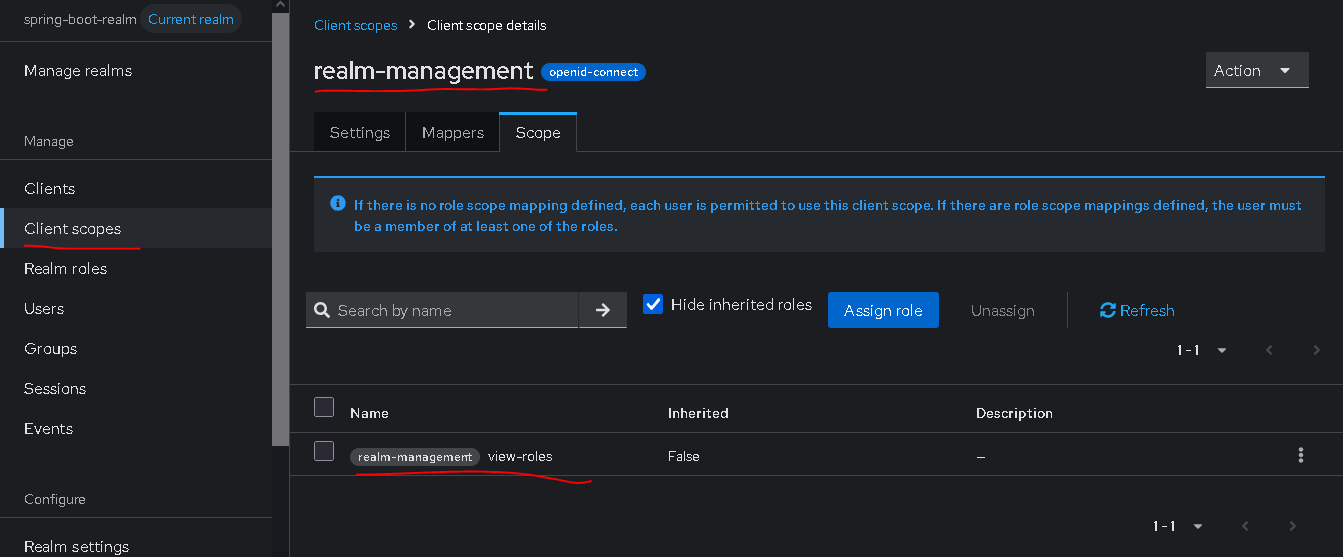 spring-boot-realm Current realm
Manage realms
Manage
Clients
Client scopes
Realm roles
Users
Groups
Sessions
Events
Configure
Realm settings
Client scopes > Client scope details
realm-management openid-connect
Action
Settings Mappers Scope
If there is no role scope mapping defined, each user is permitted to use this client scope. If there are role scope mappings defined, the user must
be a member of at least one of the roles.
Search by name Hide inherited roles Assign role Unassign Refresh
1-1
Name Inherited Description
realm-management view-roles False –
1-1